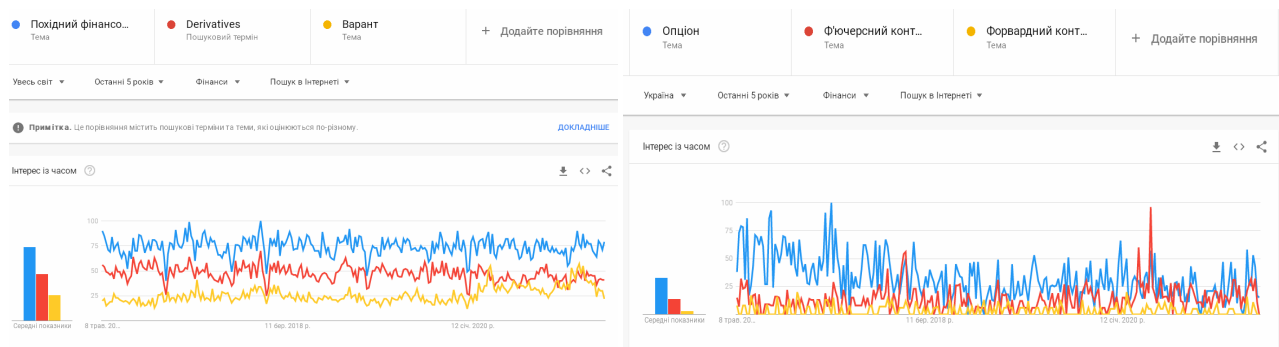 Похідний фінансо…
Тема
Derivatives
Пошуковий термін
Варант
Тема
+ Додайте порівняння
Увесь світ
Останні 5 років
Фінанси
Пошук в Інтернеті
Примітка. Це порівняння містить пошукові терміни та теми, які оцінюються по-різному.
ДОКЛАДНІШЕ
Інтерес із часом
100
75
50
25
Середні показники
8 трав. 20…
11 бер. 2018 р.
12 січ. 2020 р.
Опціон
Тема
Ф'ючерсний конт…
Тема
Форвардний конт…
Тема
+ Додайте порівняння
Україна
Останні 5 років
Фінанси
Пошук в Інтернеті
Інтерес із часом
100
75
50
25
Середні показники
8 трав. 20…
11 бер. 2018 р.
12 січ. 2020 р.